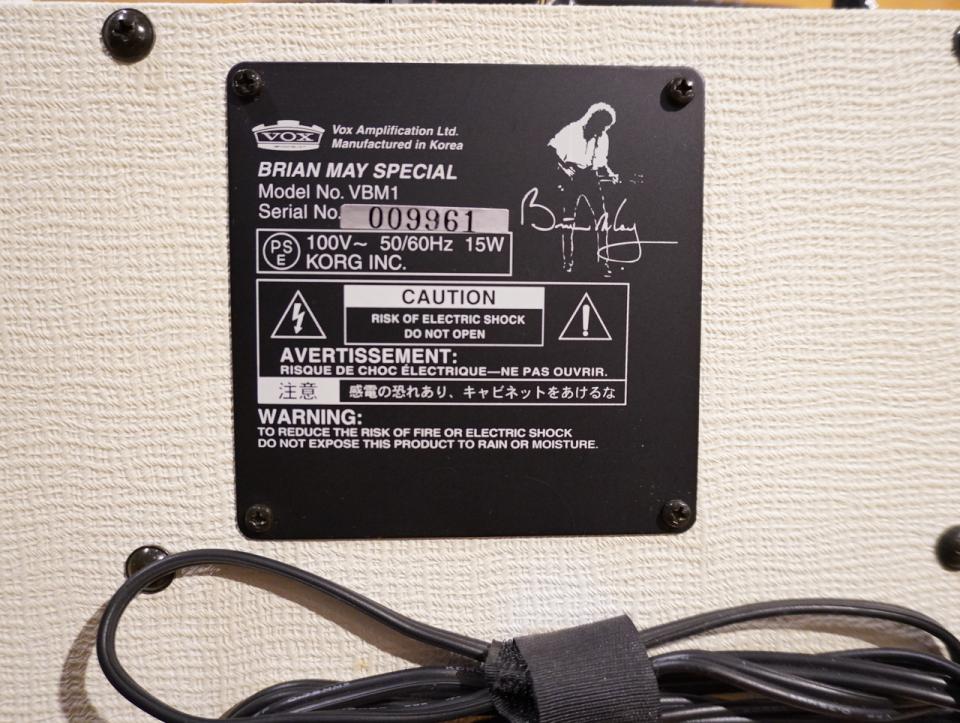 VOX
Vox Amplification Ltd.
Manufactured in Korea
BRIAN MAY SPECIAL
Model No. VBM1
Serial No. 009961
PSE 100V~ 50/60Hz 15W
KORG INC.
Brian May
CAUTION
RISK OF ELECTRIC SHOCK
DO NOT OPEN
AVERTISSEMENT:
RISQUE DE CHOC ÉLECTRIQUE—NE PAS OUVRIR.
注意 感電の恐れあり、キャビネットをあけるな
WARNING:
TO REDUCE THE RISK OF FIRE OR ELECTRIC SHOCK
DO NOT EXPOSE THIS PRODUCT TO RAIN OR MOISTURE.